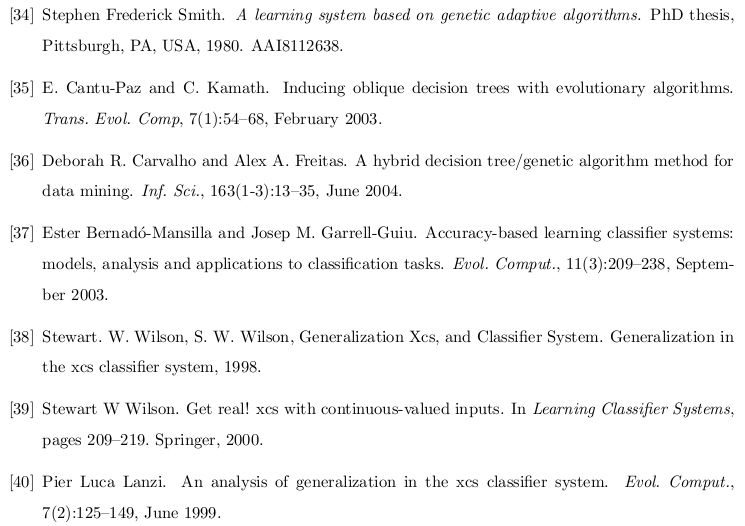 [34] Stephen Frederick Smith. A learning system based on genetic adaptive algorithms. PhD thesis,
Pittsburgh, PA, USA, 1980. AAI8112638.
[35] E. Cantu-Paz and C. Kamath. Inducing oblique decision trees with evolutionary algorithms.
Trans. Evol. Comp, 7(1):54–68, February 2003.
[36] Deborah R. Carvalho and Alex A. Freitas. A hybrid decision tree/genetic algorithm method for
data mining. Inf. Sci., 163(1-3):13–35, June 2004.
[37] Ester Bernadó-Mansilla and Josep M. Garrell-Guiu. Accuracy-based learning classifier systems:
models, analysis and applications to classification tasks. Evol. Comput., 11(3):209–238, Septem-
ber 2003.
[38] Stewart. W. Wilson, S. W. Wilson, Generalization Xcs, and Classifier System. Generalization in
the xcs classifier system, 1998.
[39] Stewart W Wilson. Get real! xcs with continuous-valued inputs. In Learning Classifier Systems,
pages 209–219. Springer, 2000.
[40] Pier Luca Lanzi. An analysis of generalization in the xcs classifier system. Evol. Comput.,
7(2):125–149, June 1999.